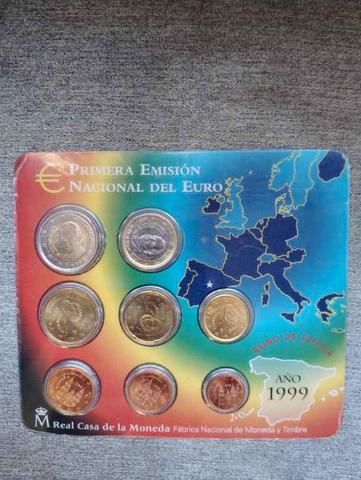 € PRIMERA EMISIÓN
NACIONAL DEL EURO
REINO DE ESPAÑA
AÑO
1999
M Real Casa de la Moneda Fábrica Nacional de Moneda y Timbre